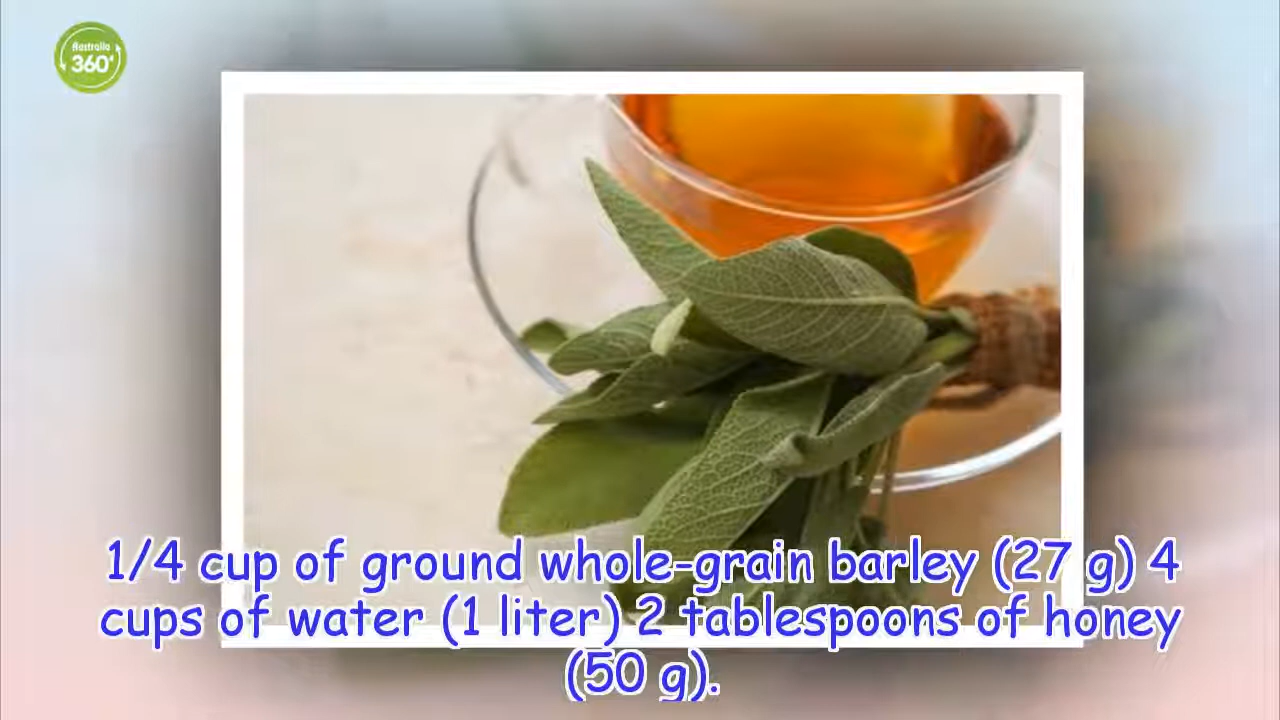 Australia
360°
1/4 cup of ground whole-grain barley (27 g) 4
cups of water (1 liter) 2 tablespoons of honey
(50 g).